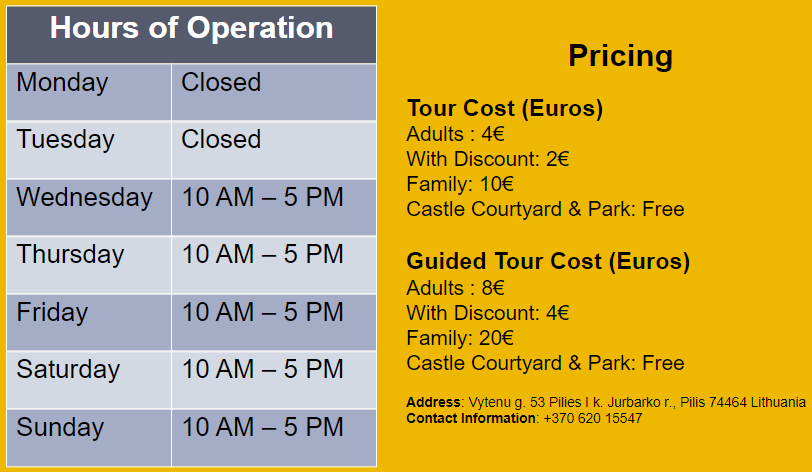 Hours of Operation
Monday Closed
Tuesday Closed
Wednesday 10 AM – 5 PM
Thursday 10 AM – 5 PM
Friday 10 AM – 5 PM
Saturday 10 AM – 5 PM
Sunday 10 AM – 5 PM
Pricing
Tour Cost (Euros)
Adults : 4€
With Discount: 2€
Family: 10€
Castle Courtyard & Park: Free
Guided Tour Cost (Euros)
Adults : 8€
With Discount: 4€
Family: 20€
Castle Courtyard & Park: Free
Address: Vytenu g. 53 Pilies I k. Jurbarko r., Pilis 74464 Lithuania
Contact Information: +370 620 15547